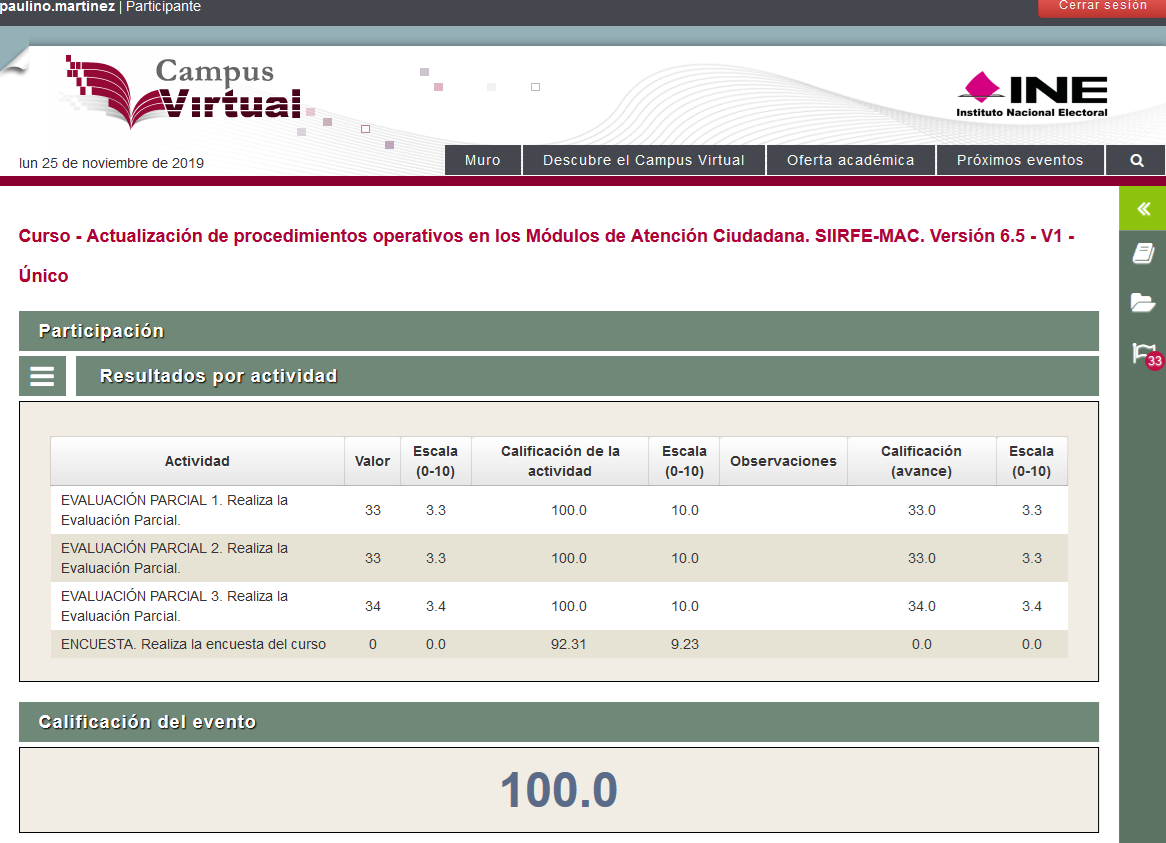 paulino.martinez | Participante
Cerrar sesión
Campus
Virtual
INE
Instituto Nacional Electoral
lun 25 de noviembre de 2019
Muro
Descubre el Campus Virtual
Oferta académica
Próximos eventos
Curso - Actualización de procedimientos operativos en los Módulos de Atención Ciudadana. SIIRFE-MAC. Versión 6.5 - V1 -
Único
33
Participación
Resultados por actividad
Actividad Valor Escala (0-10) Calificación de la actividad Escala (0-10) Observaciones Calificación (avance) Escala (0-10)
EVALUACIÓN PARCIAL 1. Realiza la
Evaluación Parcial. 33 3.3 100.0 10.0 33.0 3.3
EVALUACIÓN PARCIAL 2. Realiza la
Evaluación Parcial. 33 3.3 100.0 10.0 33.0 3.3
EVALUACIÓN PARCIAL 3. Realiza la
Evaluación Parcial. 34 3.4 100.0 10.0 34.0 3.4
ENCUESTA. Realiza la encuesta del curso 0 0.0 92.31 9.23 0.0 0.0
Calificación del evento
100.0